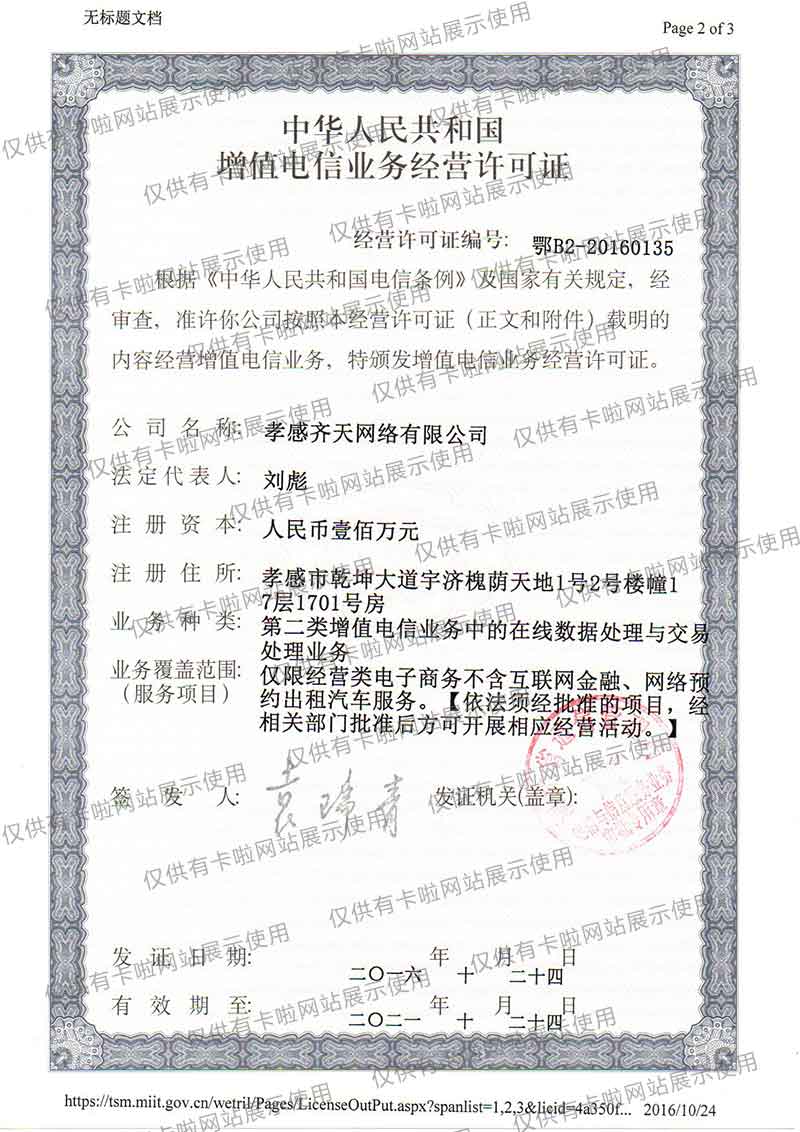 无标题文档
Page 2 of 3
中华人民共和国
增值电信业务经营许可证
经营许可证编号: 鄂B2-20160135
根据《中华人民共和国电信条例》及国家有关规定，经
审查，准许你公司按照本经营许可证（正文和附件）载明的
内容经营增值电信业务，特颁发增值电信业务经营许可证。
公司名称: 孝感齐天网络有限公司
法定代表人: 刘彪
注册资本: 人民币壹佰万元
注册住所: 孝感市乾坤大道宇济槐荫天地1号2号楼幢1
7层1701号房
业务种类: 第二类增值电信业务中的在线数据处理与交易
处理业务
业务覆盖范围: 仅限经营类电子商务不含互联网金融、网络预
（服务项目） 约出租汽车服务。【依法须经批准的项目，经
相关部门批准后方可开展相应经营活动。】
签发人: 发证机关(盖章):
发证日期: 二〇一六 年 十 月 二十四 日
有效期至: 二〇二一 年 十 月 二十四 日
https://tsm.miit.gov.cn/wetril/Pages/LicenseOutPut.aspx?spanlist=1,2,3&licid=4a350f... 2016/10/24
仅供有卡啦网站展示使用